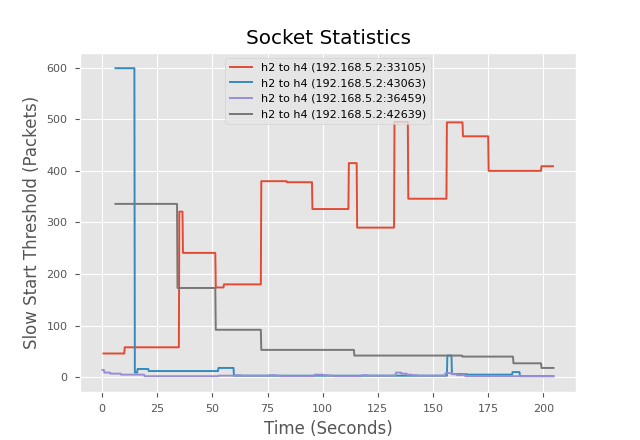 Socket Statistics
h2 to h4 (192.168.5.2:33105)
h2 to h4 (192.168.5.2:43063)
h2 to h4 (192.168.5.2:36459)
h2 to h4 (192.168.5.2:42639)
Slow Start Threshold (Packets)
600
500
400
300
200
100
0
0 25 50 75 100 125 150 175 200
Time (Seconds)